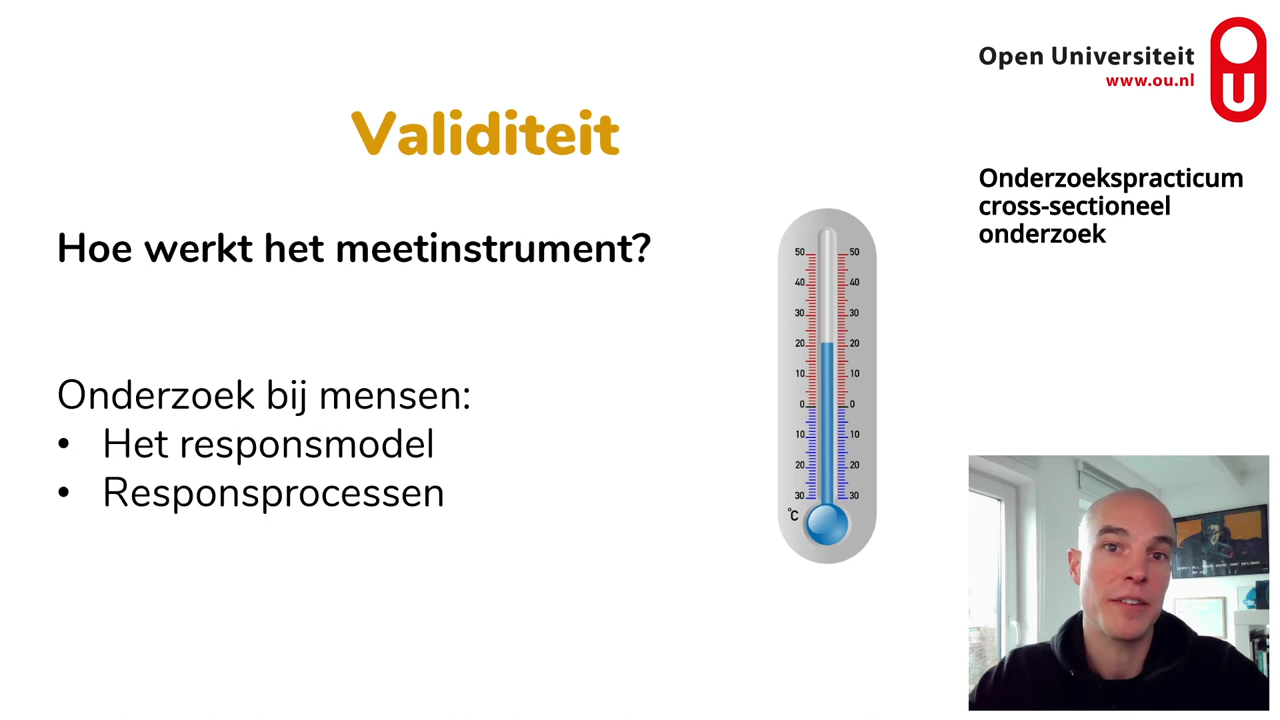 Open Universiteit
www.ou.nl
U
Validiteit
Onderzoekspracticum
cross-sectioneel
onderzoek
Hoe werkt het meetinstrument?
50 50
40 40
30 30
20 20
10 10
0 0
10 10
20 20
30 30
°C
Onderzoek bij mensen:
• Het responsmodel
• Responsprocessen